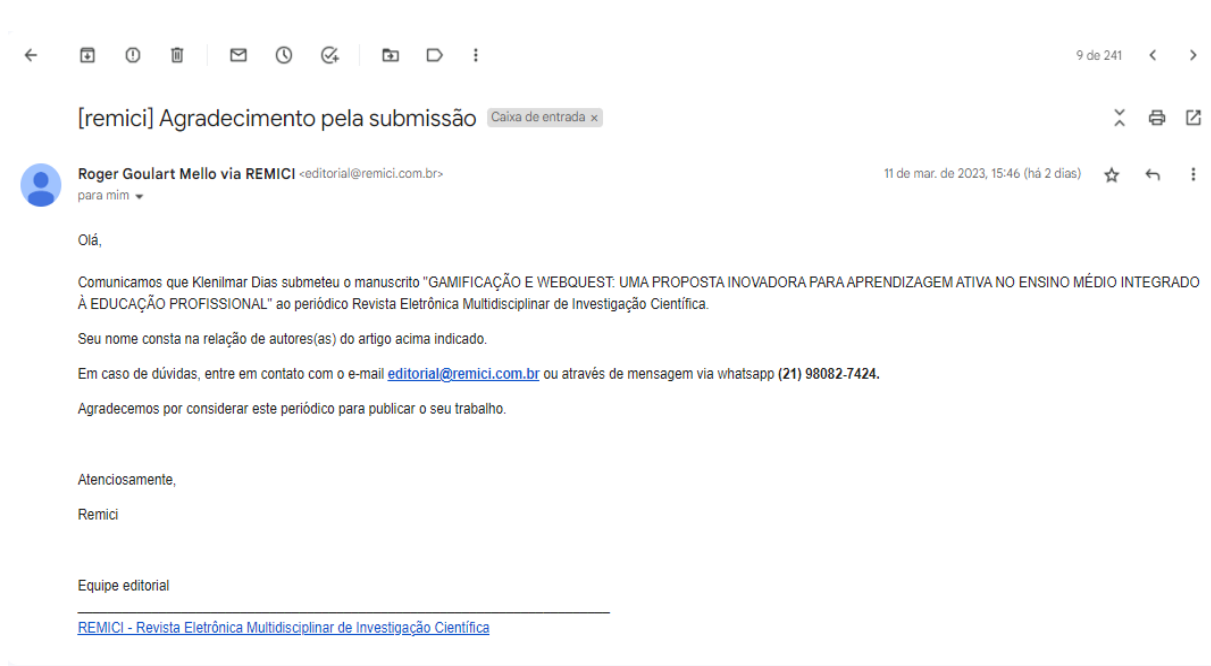 9 de 241
[remici] Agradecimento pela submissão Caixa de entrada ×
Roger Goulart Mello via REMICI <editorial@remici.com.br> 11 de mar. de 2023, 15:46 (há 2 dias)
para mim
Olá,
Comunicamos que Klenilmar Dias submeteu o manuscrito "GAMIFICAÇÃO E WEBQUEST: UMA PROPOSTA INOVADORA PARA APRENDIZAGEM ATIVA NO ENSINO MÉDIO INTEGRADO
À EDUCAÇÃO PROFISSIONAL" ao periódico Revista Eletrônica Multidisciplinar de Investigação Científica.
Seu nome consta na relação de autores(as) do artigo acima indicado.
Em caso de dúvidas, entre em contato com o e-mail editorial@remici.com.br ou através de mensagem via whatsapp (21) 98082-7424.
Agradecemos por considerar este periódico para publicar o seu trabalho.
Atenciosamente,
Remici
Equipe editorial
REMICI - Revista Eletrônica Multidisciplinar de Investigação Científica